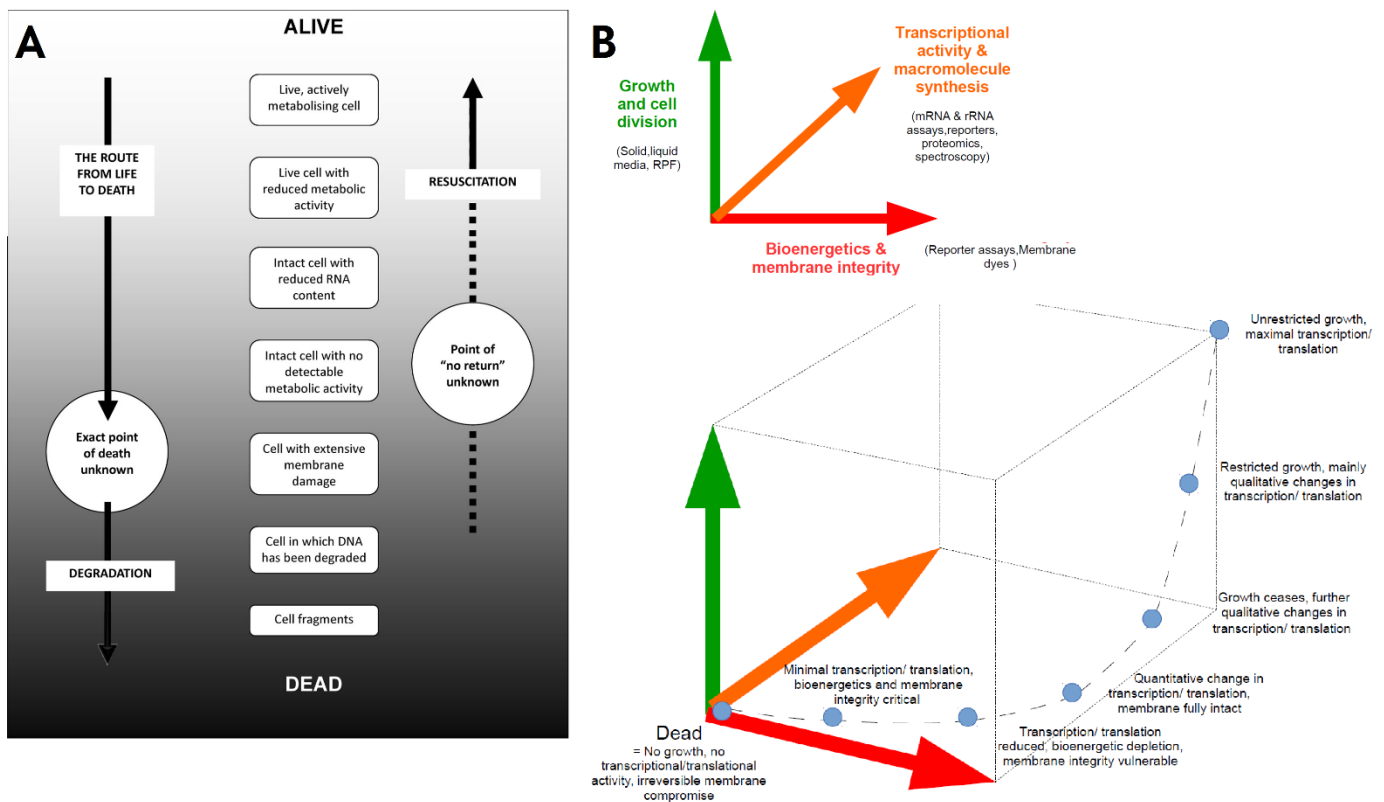 A
ALIVE
THE ROUTE
FROM LIFE
TO DEATH
Exact point
of death
unknown
DEGRADATION
Live, actively
metabolising cell
Live cell with
reduced metabolic
activity
Intact cell with
reduced RNA
content
Intact cell with no
detectable
metabolic activity
Cell with extensive
membrane
damage
Cell in which DNA
has been degraded
Cell fragments
RESUSCITATION
Point of
“no return”
unknown
DEAD
B
Growth
and cell
division
(Solid,liquid
media, RPF)
Transcriptional
activity &
macromolecule
synthesis
(mRNA & rRNA
assays,reporters,
proteomics,
spectroscopy)
Bioenergetics &
membrane integrity
(Reporter assays,Membrane
dyes )
Unrestricted growth,
maximal transcription/
translation
Restricted growth, mainly
qualitative changes in
transcription/ translation
Growth ceases, further
qualitative changes in
transcription/ translation
Quantitative change in
transcription/ translation,
membrane fully intact
Transcription/ translation
reduced, bioenergetic depletion,
membrane integrity vulnerable
Minimal transcription/ translation,
bioenergetics and membrane
integrity critical
Dead
= No growth, no
transcriptional/translational
activity, irreversible membrane
compromise